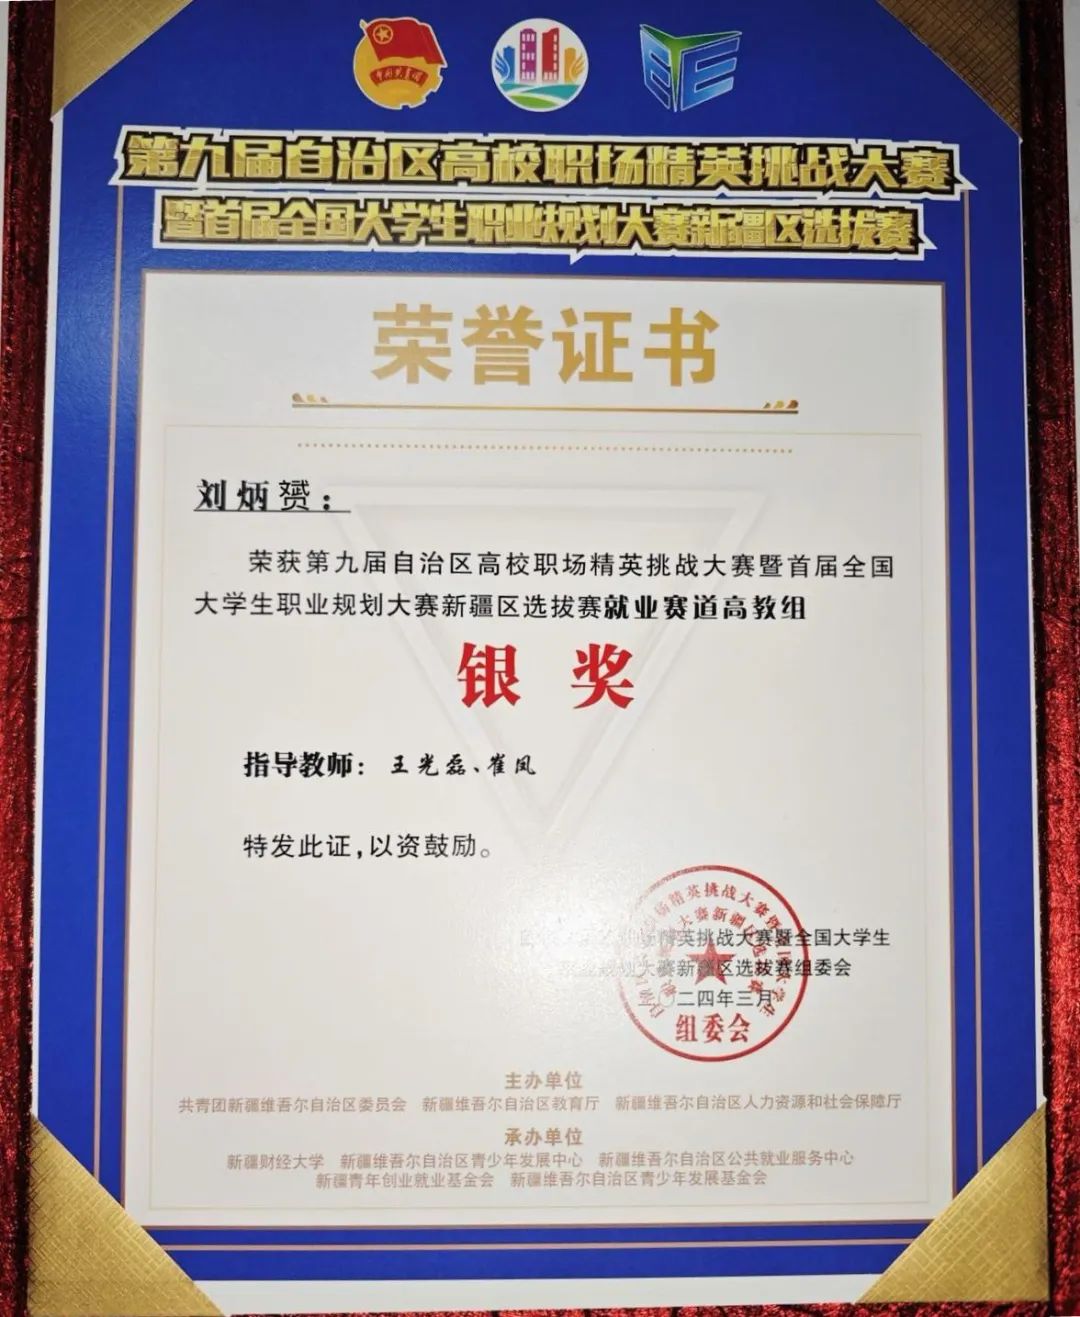 第九届自治区高校职场精英挑战大赛
暨首届全国大学生职业规划大赛新疆区选拔赛
荣誉证书
刘炳赟：
荣获第九届自治区高校职场精英挑战大赛暨首届全国
大学生职业规划大赛新疆区选拔赛就业赛道高教组
银 奖
指导教师：王光磊、崔凤
特发此证，以资鼓励。
场精英挑战大赛暨全国大学生
规划大赛新疆区选拔赛组委会
二四年三月
组委会
主办单位
共青团新疆维吾尔自治区委员会 新疆维吾尔自治区教育厅 新疆维吾尔自治区人力资源和社会保障厅
承办单位
新疆财经大学 新疆维吾尔自治区青少年发展中心 新疆维吾尔自治区公共就业服务中心
新疆青年创业就业基金会 新疆维吾尔自治区青少年发展基金会